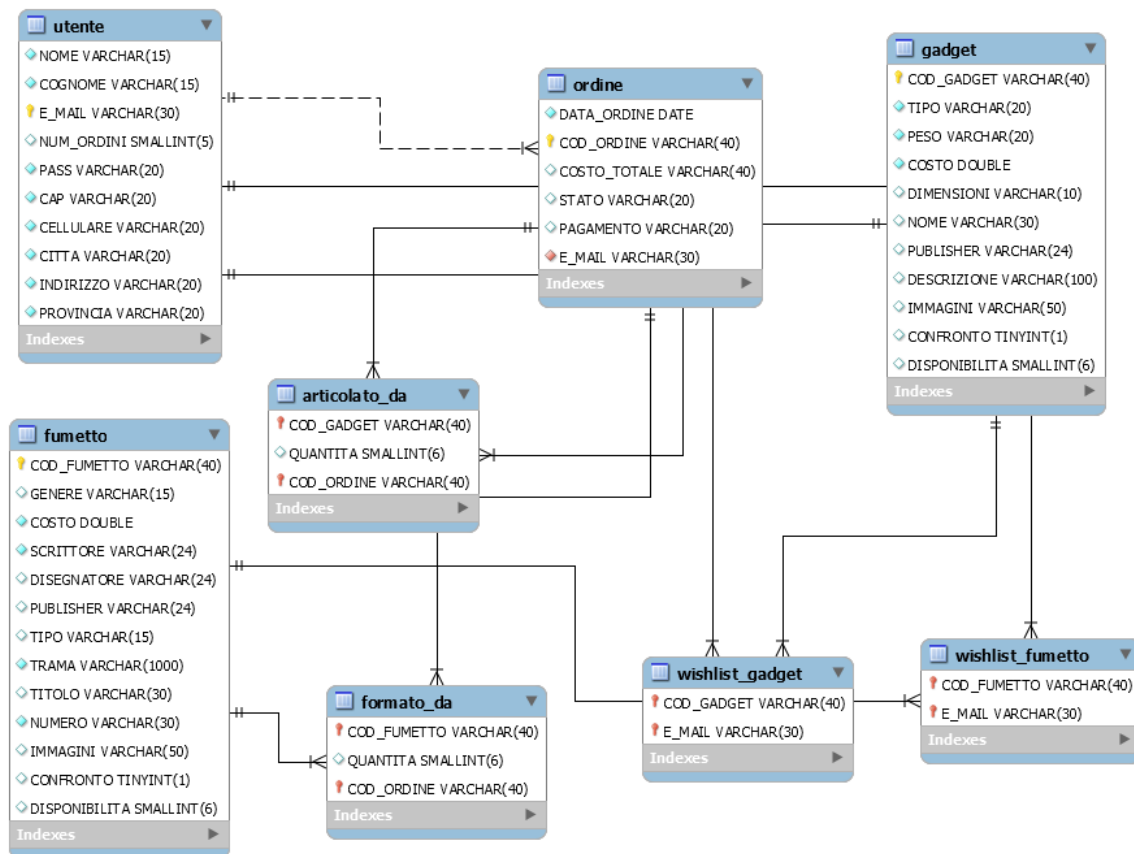 utente
NOME VARCHAR(15)
COGNOME VARCHAR(15)
E_MAIL VARCHAR(30)
NUM_ORDINI SMALLINT(5)
PASS VARCHAR(20)
CAP VARCHAR(20)
CELLULARE VARCHAR(20)
CITTA VARCHAR(20)
INDIRIZZO VARCHAR(20)
PROVINCIA VARCHAR(20)
Indexes
ordine
DATA_ORDINE DATE
COD_ORDINE VARCHAR(40)
COSTO_TOTALE VARCHAR(40)
STATO VARCHAR(20)
PAGAMENTO VARCHAR(20)
E_MAIL VARCHAR(30)
Indexes
gadget
COD_GADGET VARCHAR(40)
TIPO VARCHAR(20)
PESO VARCHAR(20)
COSTO DOUBLE
DIMENSIONI VARCHAR(10)
NOME VARCHAR(30)
PUBLISHER VARCHAR(24)
DESCRIZIONE VARCHAR(100)
IMMAGINI VARCHAR(50)
CONFRONTO TINYINT(1)
DISPONIBILITA SMALLINT(6)
Indexes
articolato_da
COD_GADGET VARCHAR(40)
QUANTITA SMALLINT(6)
COD_ORDINE VARCHAR(40)
Indexes
fumetto
COD_FUMETTO VARCHAR(40)
GENERE VARCHAR(15)
COSTO DOUBLE
SCRITTORE VARCHAR(24)
DISEGNATORE VARCHAR(24)
PUBLISHER VARCHAR(24)
TIPO VARCHAR(15)
TRAMA VARCHAR(1000)
TITOLO VARCHAR(30)
NUMERO VARCHAR(30)
IMMAGINI VARCHAR(50)
CONFRONTO TINYINT(1)
DISPONIBILITA SMALLINT(6)
Indexes
formato_da
COD_FUMETTO VARCHAR(40)
QUANTITA SMALLINT(6)
COD_ORDINE VARCHAR(40)
Indexes
wishlist_gadget
COD_GADGET VARCHAR(40)
E_MAIL VARCHAR(30)
Indexes
wishlist_fumetto
COD_FUMETTO VARCHAR(40)
E_MAIL VARCHAR(30)
Indexes